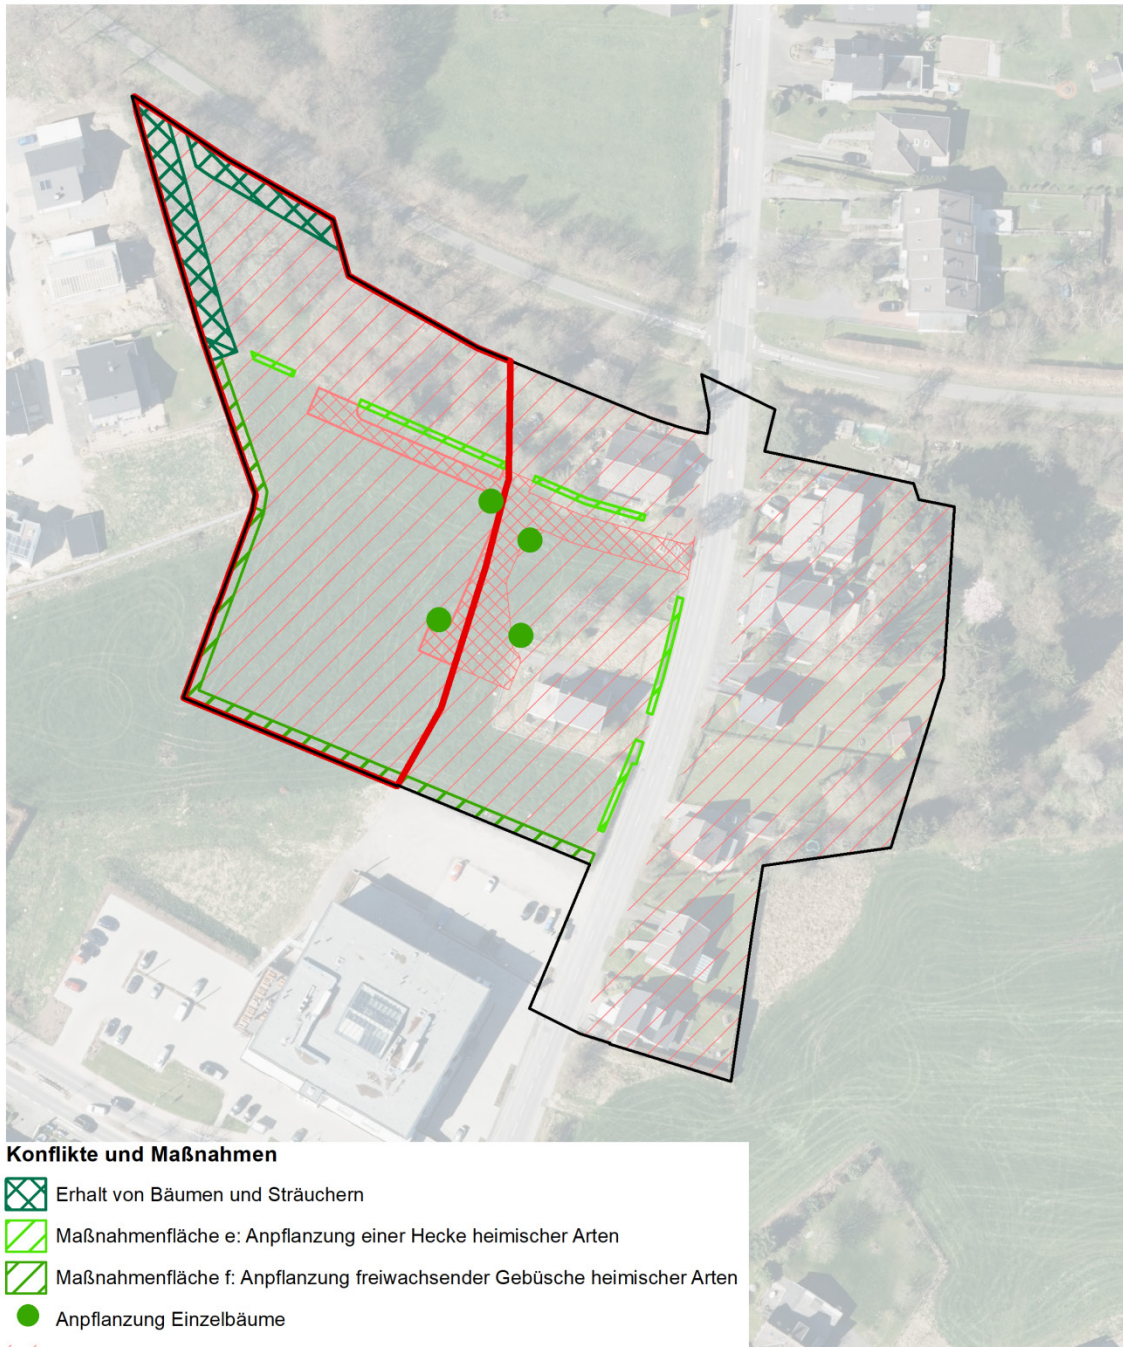 Konflikte und Maßnahmen
Erhalt von Bäumen und Sträuchern
Maßnahmenfläche e: Anpflanzung einer Hecke heimischer Arten
Maßnahmenfläche f: Anpflanzung freiwachsender Gebüsche heimischer Arten
Anpflanzung Einzelbäume